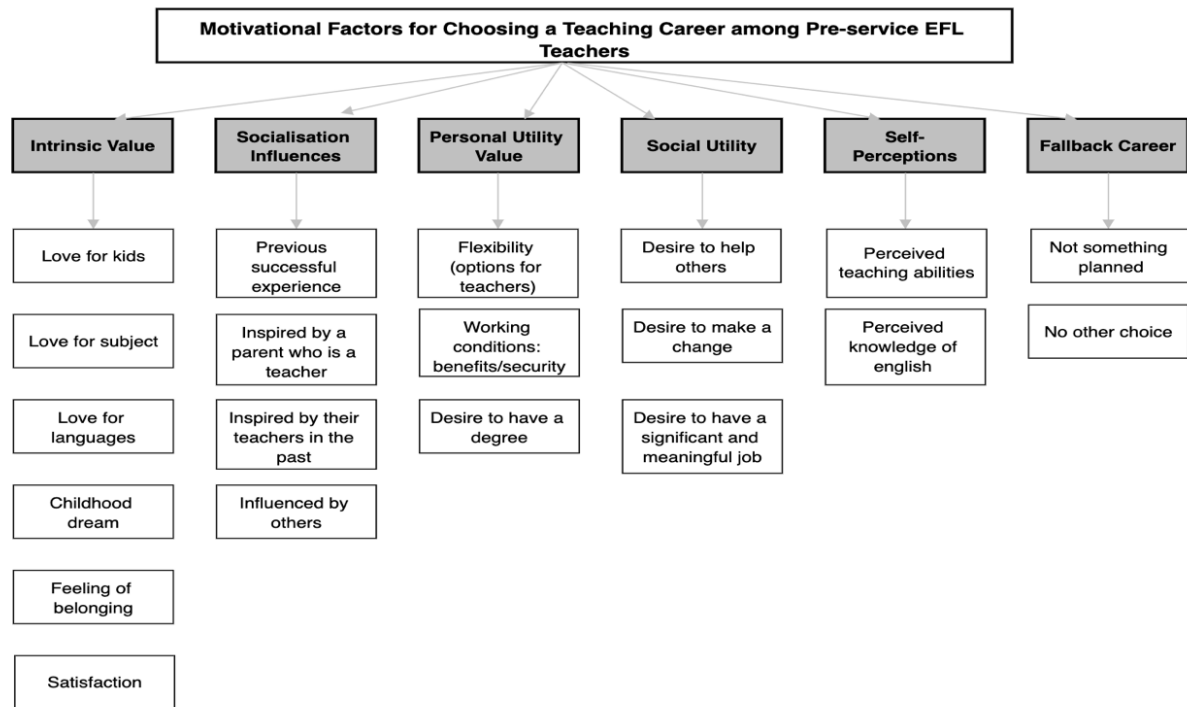 Motivational Factors for Choosing a Teaching Career among Pre-service EFL
Teachers
Intrinsic Value
Socialisation
Influences
Personal Utility
Value
Social Utility
Self-
Perceptions
Fallback Career
Love for kids
Love for subject
Love for
languages
Childhood
dream
Feeling of
belonging
Satisfaction
Previous
successful
experience
Inspired by a
parent who is a
teacher
Inspired by their
teachers in the
past
Influenced by
others
Flexibility
(options for
teachers)
Working
conditions:
benefits/security
Desire to have a
degree
Desire to help
others
Desire to make a
change
Desire to have a
significant and
meaningful job
Perceived
teaching abilities
Perceived
knowledge of
english
Not something
planned
No other choice